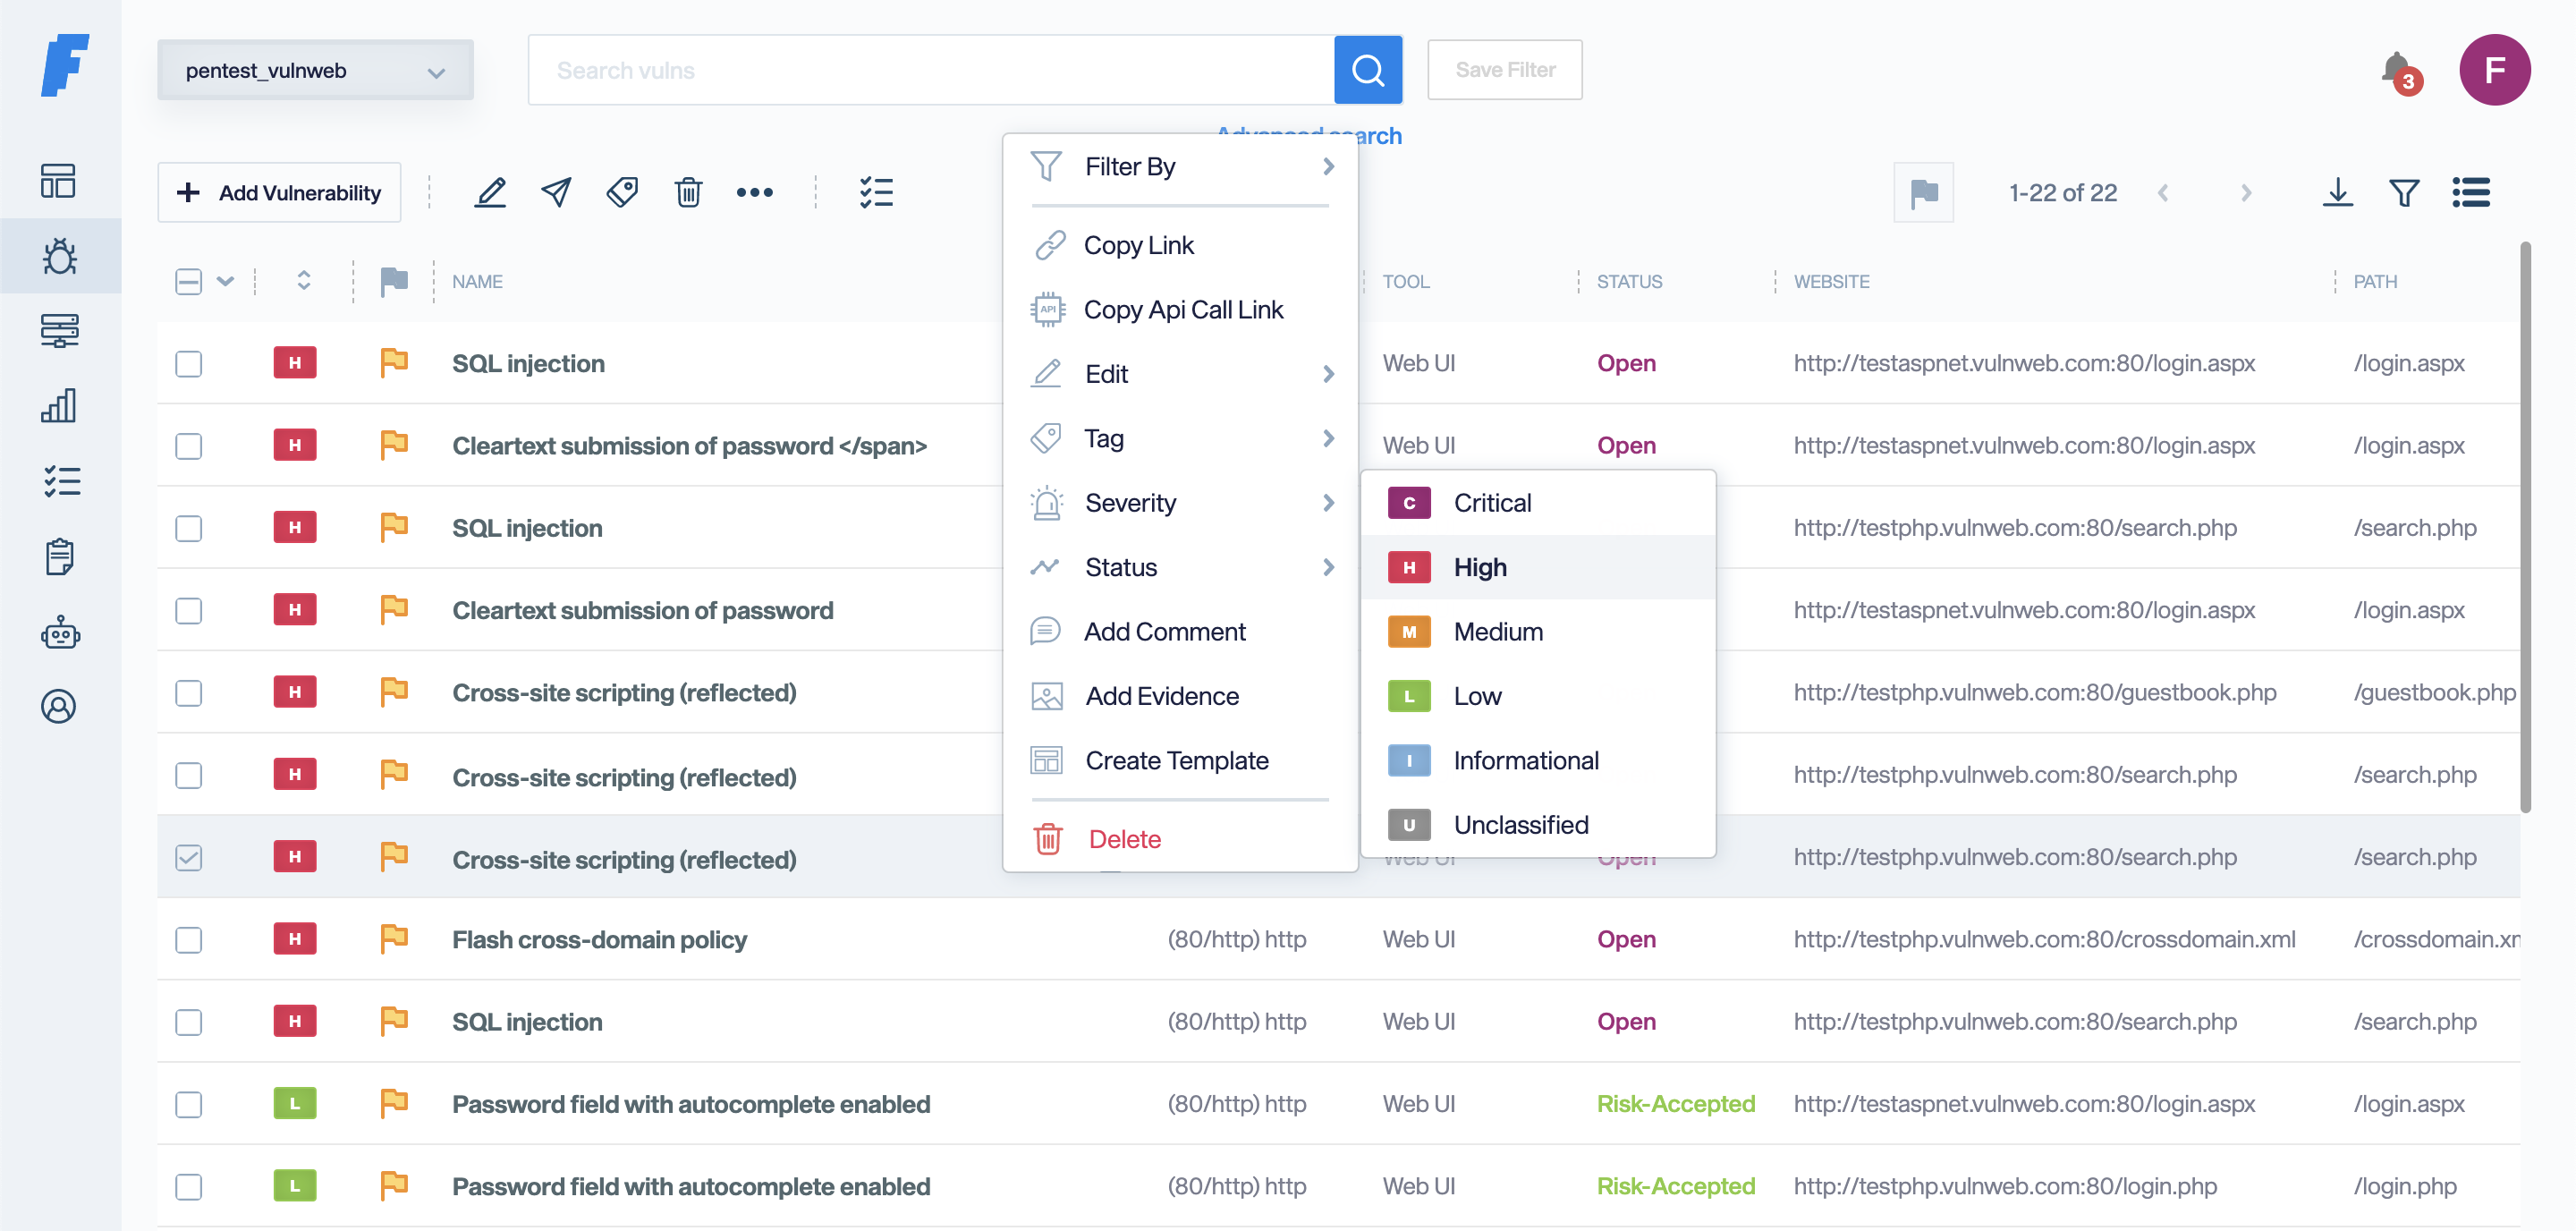 F
pentest_vulnweb
Search vulns
Save Filter
3
F
Advanced search
Add Vulnerability
1-22 of 22
NAME
TOOL
STATUS
WEBSITE
PATH
H
SQL injection
Web UI
Open
http://testaspnet.vulnweb.com:80/login.aspx
/login.aspx
H
Cleartext submission of password </span>
Web UI
Open
http://testaspnet.vulnweb.com:80/login.aspx
/login.aspx
H
SQL injection
http://testphp.vulnweb.com:80/search.php
/search.php
H
Cleartext submission of password
http://testaspnet.vulnweb.com:80/login.aspx
/login.aspx
H
Cross-site scripting (reflected)
http://testphp.vulnweb.com:80/guestbook.php
/guestbook.php
H
Cross-site scripting (reflected)
http://testphp.vulnweb.com:80/search.php
/search.php
H
Cross-site scripting (reflected)
Web UI
Open
http://testphp.vulnweb.com:80/search.php
/search.php
H
Flash cross-domain policy
(80/http) http
Web UI
Open
http://testphp.vulnweb.com:80/crossdomain.xml
/crossdomain.xm
H
SQL injection
(80/http) http
Web UI
Open
http://testphp.vulnweb.com:80/search.php
/search.php
L
Password field with autocomplete enabled
(80/http) http
Web UI
Risk-Accepted
http://testaspnet.vulnweb.com:80/login.aspx
/login.aspx
L
Password field with autocomplete enabled
(80/http) http
Web UI
Risk-Accepted
http://testphp.vulnweb.com:80/login.php
/login.php
Filter By
Copy Link
API
Copy Api Call Link
Edit
Tag
Severity
Status
Add Comment
Add Evidence
Create Template
Delete
C
Critical
H
High
M
Medium
L
Low
I
Informational
U
Unclassified